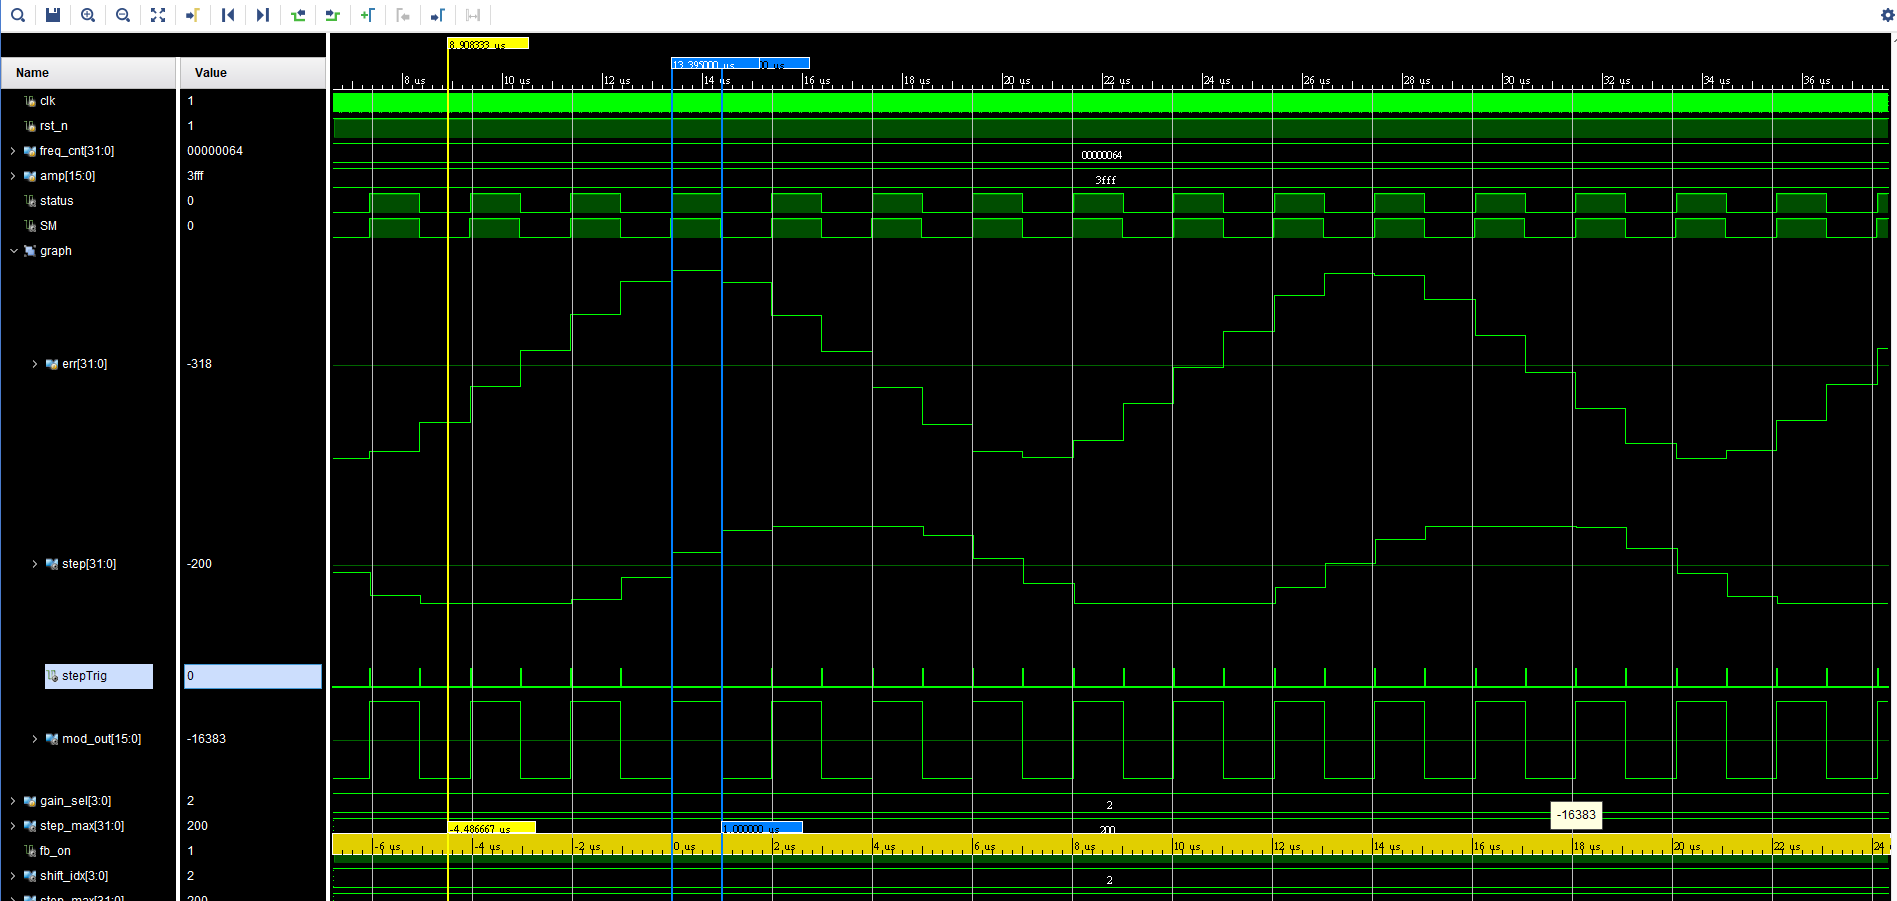 8.908333 us
13.395000 us
8 us 10 us 12 us 14 us 16 us 18 us 20 us 22 us 24 us 26 us 28 us 30 us 32 us 34 us 36 us
Name Value
clk 1
rst_n 1
freq_cnt[31:0] 00000064 00000064
amp[15:0] 3fff 3fff
status 0
SM 0
graph
err[31:0] -318
step[31:0] -200
stepTrig 0
mod_out[15:0] -16383
gain_sel[3:0] 2 2
-16383
step_max[31:0] 200 200
-4.486667 us 1.000000 us
fb_on 1
-6 us -4 us -2 us 0 us 2 us 4 us 6 us 8 us 10 us 12 us 14 us 16 us 18 us 20 us 22 us 24
shift_idx[3:0] 2 2
step_max[31:0] 200